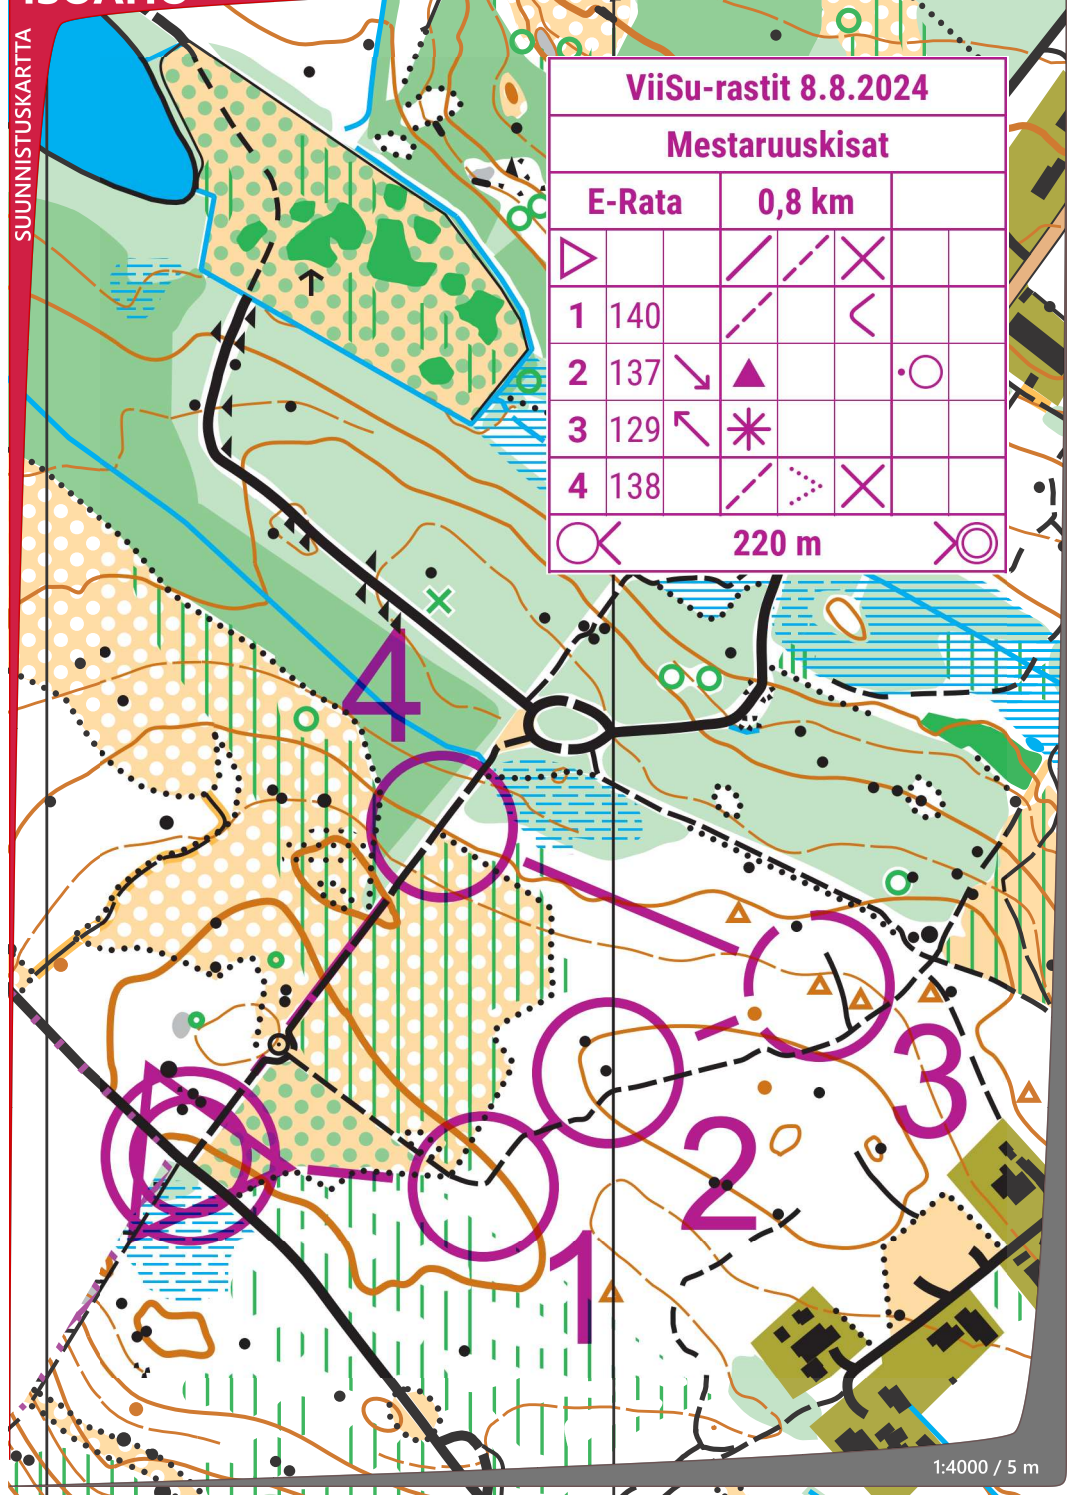 SUUNNISTUSKARTTA
ViiSu-rastit 8.8.2024
Mestaruuskisat
E-Rata 0,8 km
1 140
2 137
3 129
4 138
220 m
4
3
2
1
1:4000 / 5 m